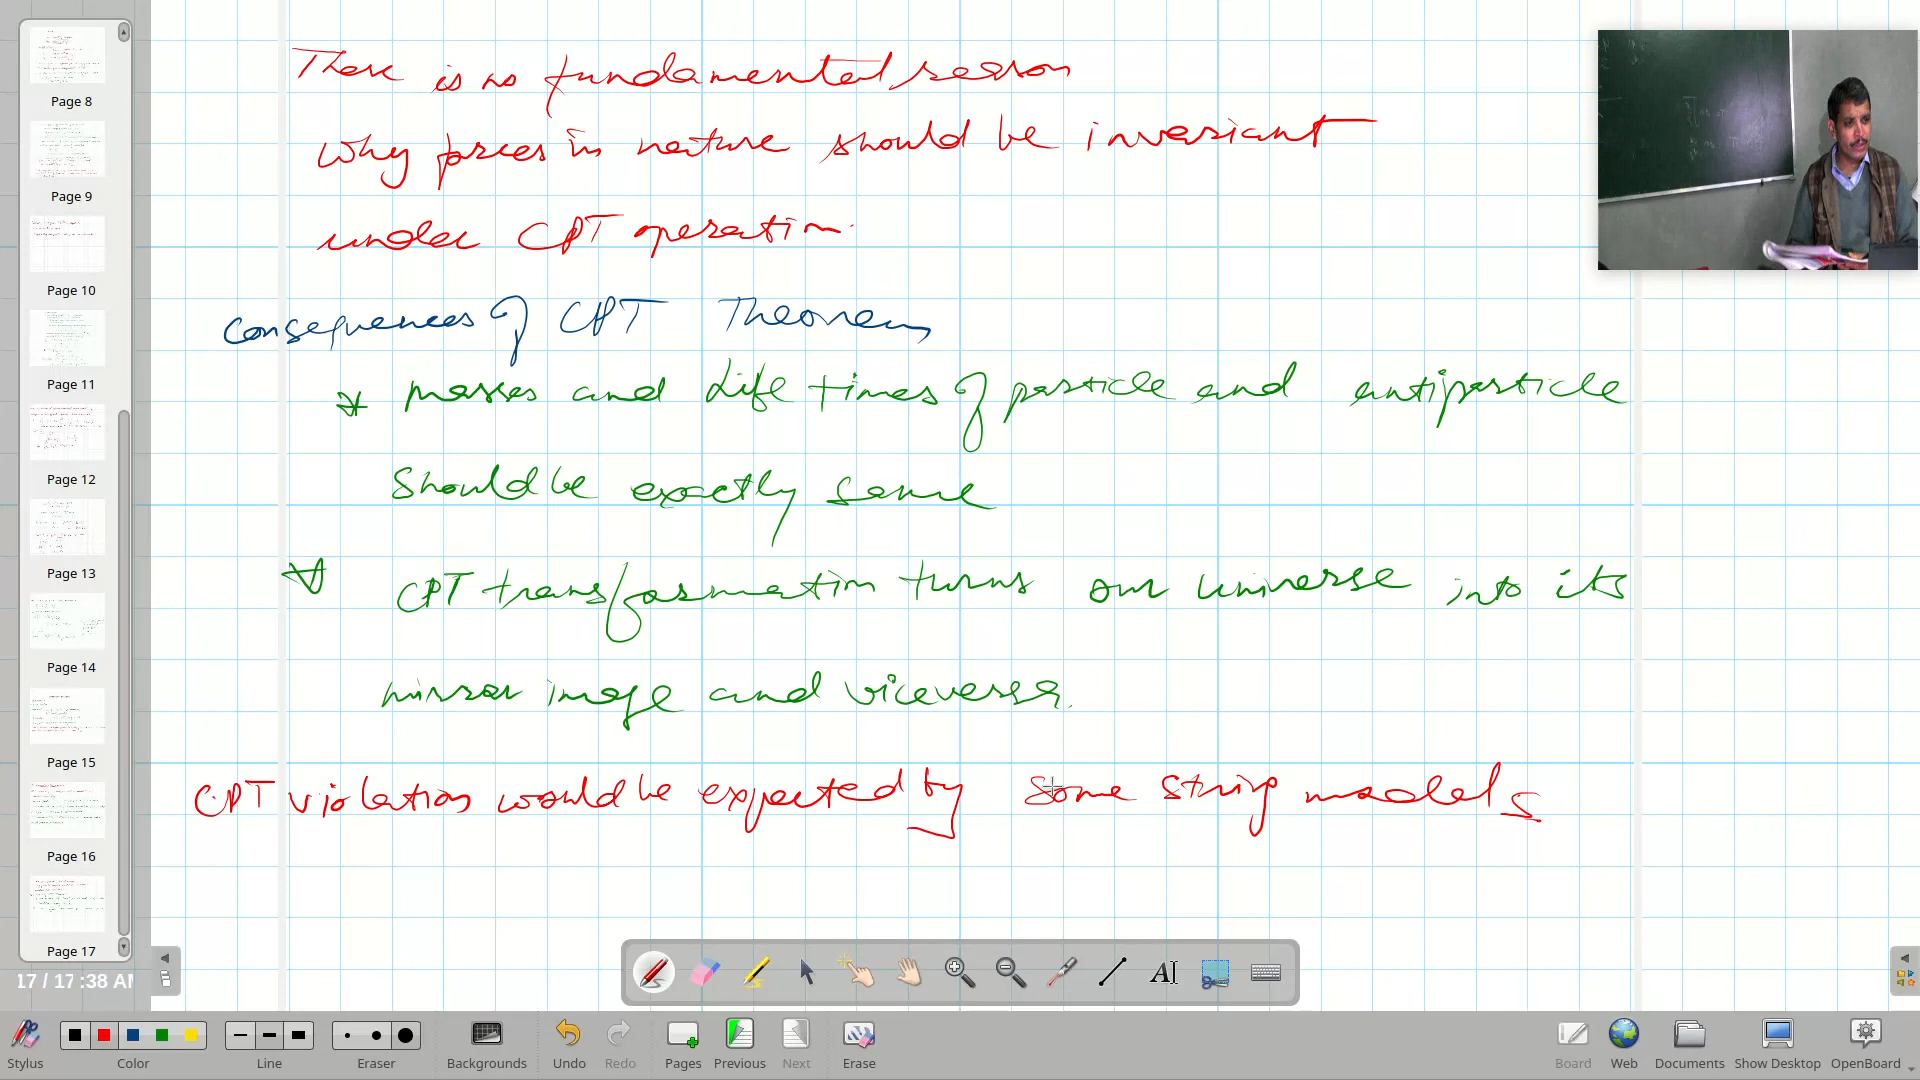 There is no fundamental reason
why forces in nature should be invariant
under CPT operation.
Consequences of CPT Theorem
* masses and Life times of particle and antiparticle
should be exactly same
* CPT transformation turns our universe into its
mirror image and viceversa.
CPT violation would be expected by some string models
Page 8
Page 9
Page 10
Page 11
Page 12
Page 13
Page 14
Page 15
Page 16
Page 17
17 / 17 :38 AM
Stylus
Color
Line
Eraser
Backgrounds
Undo
Redo
Pages
Previous
Next
Erase
Board
Web
Documents
Show Desktop
OpenBoard